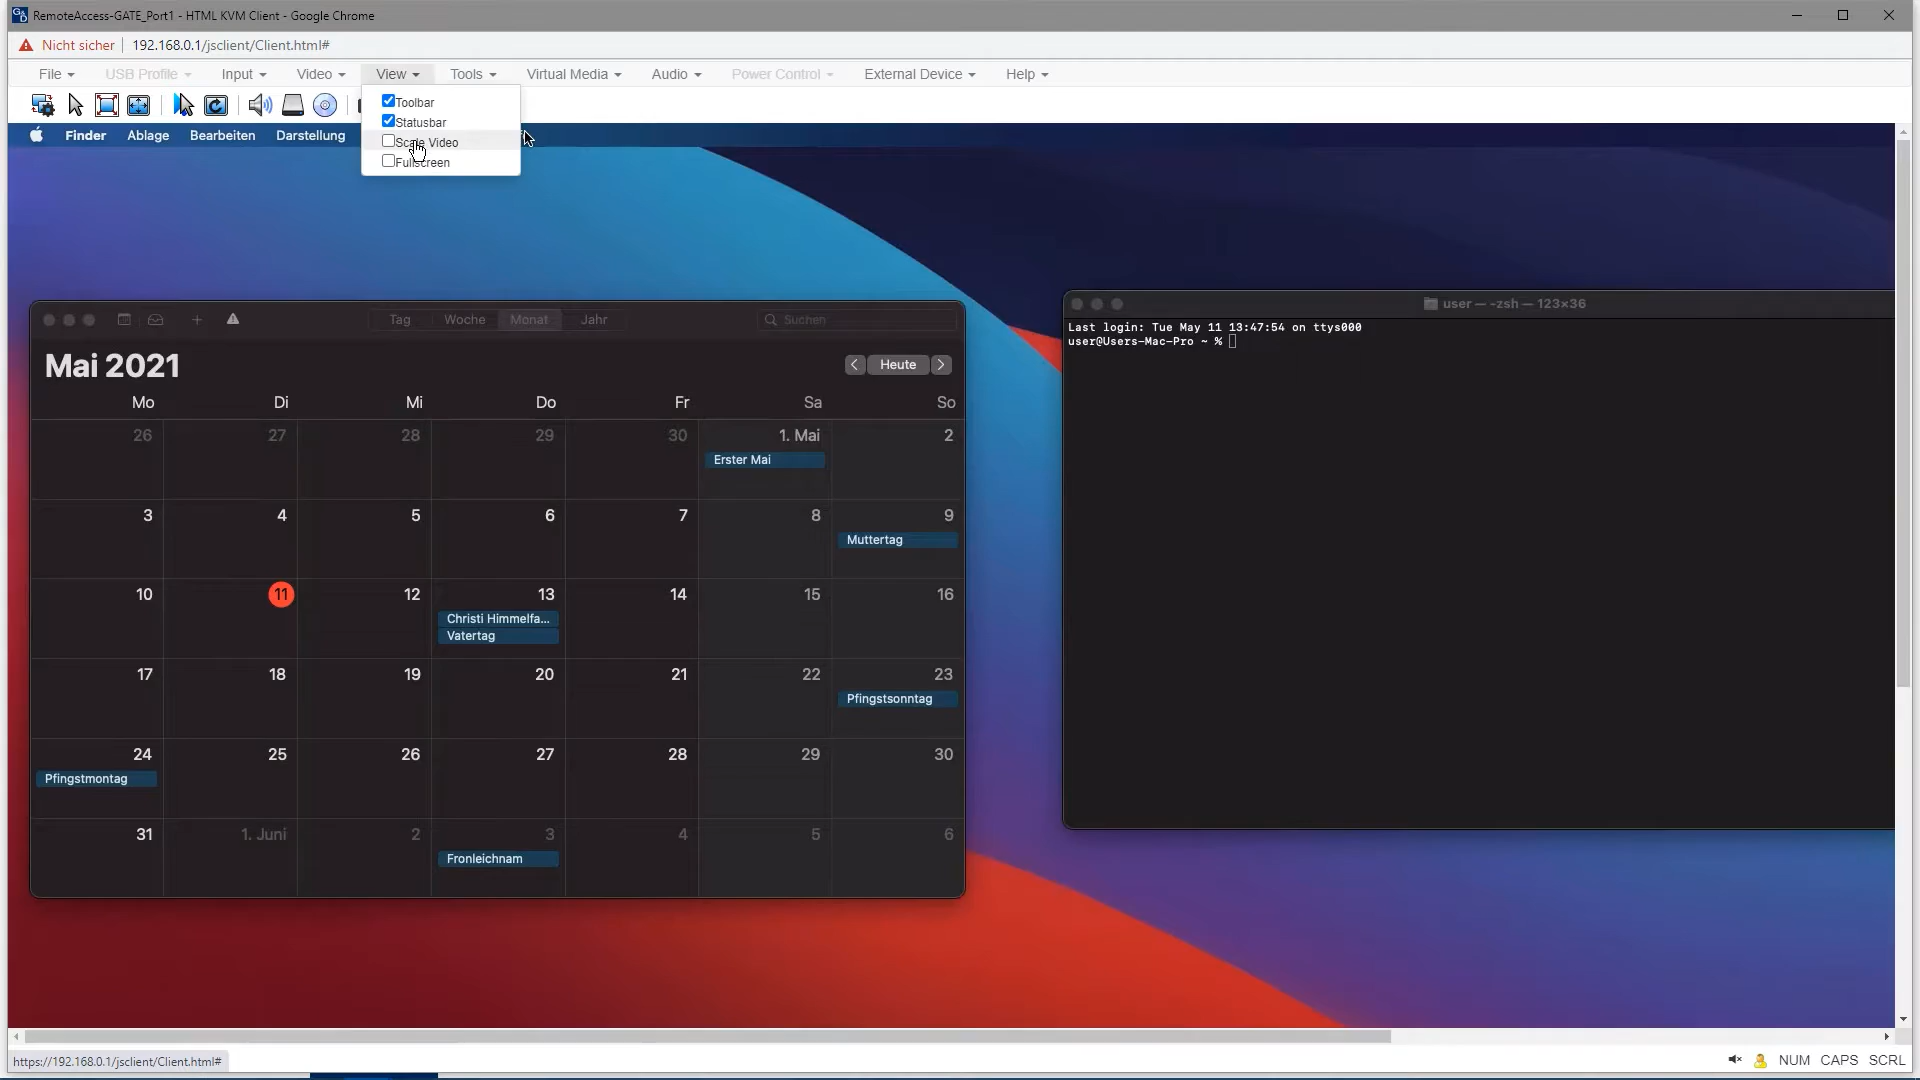 RemoteAccess-GATE_Port1 - HTML KVM Client - Google Chrome
Nicht sicher 192.168.0.1/jsclient/Client.html#
File USB Profile Input Video View Tools Virtual Media Audio Power Control External Device Help
Toolbar
Statusbar
Scale Video
Fullscreen
Finder Ablage Bearbeiten Darstellung
Tag Woche Monat Jahr Suchen
Mai 2021
Heute
Mo Di Mi Do Fr Sa So
26 27 28 29 30 1. Mai 2
Erster Mai
3 4 5 6 7 8 9
Muttertag
10 11 12 13 14 15 16
Christi Himmelfa...
Vatertag
17 18 19 20 21 22 23
Pfingstsonntag
24 25 26 27 28 29 30
Pfingstmontag
31 1. Juni 2 3 4 5 6
Fronleichnam
user — -zsh — 123×36
Last login: Tue May 11 13:47:54 on ttys000
user@Users-Mac-Pro ~ %
https://192.168.0.1/jsclient/Client.html#
NUM CAPS SCRL